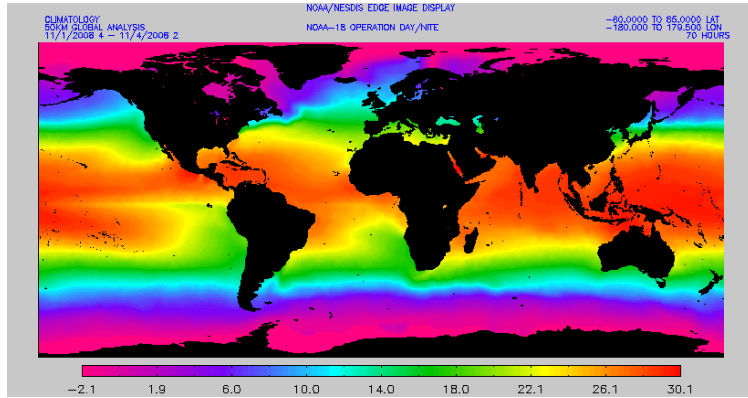 NOAA/NESDIS EDGE IMAGE DISPLAY
CLIMATOLOGY
50KM GLOBAL ANALYSIS
11/1/2006 4 – 11/4/2006 2
NOAA–18 OPERATION DAY/NITE
–60.0000 TO 85.0000 LAT
–180.000 TO 179.500 LON
70 HOURS
–2.1 1.9 6.0 10.0 14.0 18.0 22.1 26.1 30.1